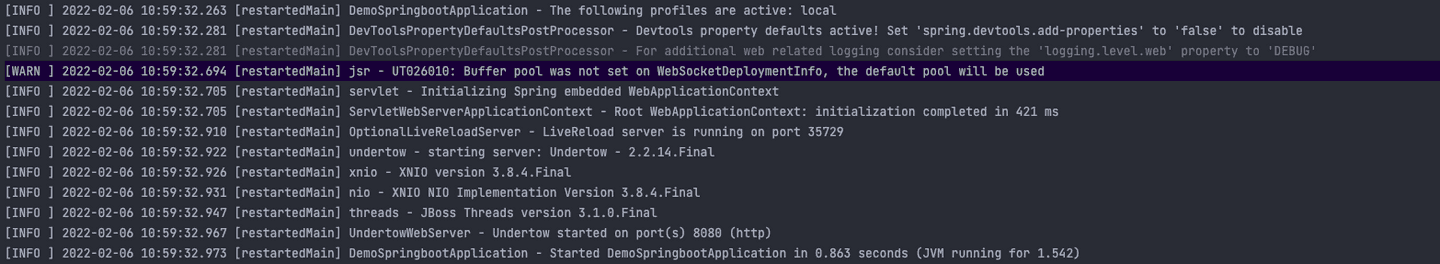 [INFO ] 2022-02-06 10:59:32.263 [restartedMain] DemoSpringbootApplication - The following profiles are active: local
[INFO ] 2022-02-06 10:59:32.281 [restartedMain] DevToolsPropertyDefaultsPostProcessor - Devtools property defaults active! Set 'spring.devtools.add-properties' to 'false' to disable
[INFO ] 2022-02-06 10:59:32.281 [restartedMain] DevToolsPropertyDefaultsPostProcessor - For additional web related logging consider setting the 'logging.level.web' property to 'DEBUG'
[WARN ] 2022-02-06 10:59:32.694 [restartedMain] jsr - UT026010: Buffer pool was not set on WebSocketDeploymentInfo, the default pool will be used
[INFO ] 2022-02-06 10:59:32.705 [restartedMain] servlet - Initializing Spring embedded WebApplicationContext
[INFO ] 2022-02-06 10:59:32.705 [restartedMain] ServletWebServerApplicationContext - Root WebApplicationContext: initialization completed in 421 ms
[INFO ] 2022-02-06 10:59:32.910 [restartedMain] OptionalLiveReloadServer - LiveReload server is running on port 35729
[INFO ] 2022-02-06 10:59:32.922 [restartedMain] undertow - starting server: Undertow - 2.2.14.Final
[INFO ] 2022-02-06 10:59:32.926 [restartedMain] xnio - XNIO version 3.8.4.Final
[INFO ] 2022-02-06 10:59:32.931 [restartedMain] nio - XNIO NIO Implementation Version 3.8.4.Final
[INFO ] 2022-02-06 10:59:32.947 [restartedMain] threads - JBoss Threads version 3.1.0.Final
[INFO ] 2022-02-06 10:59:32.967 [restartedMain] UndertowWebServer - Undertow started on port(s) 8080 (http)
[INFO ] 2022-02-06 10:59:32.973 [restartedMain] DemoSpringbootApplication - Started DemoSpringbootApplication in 0.863 seconds (JVM running for 1.542)